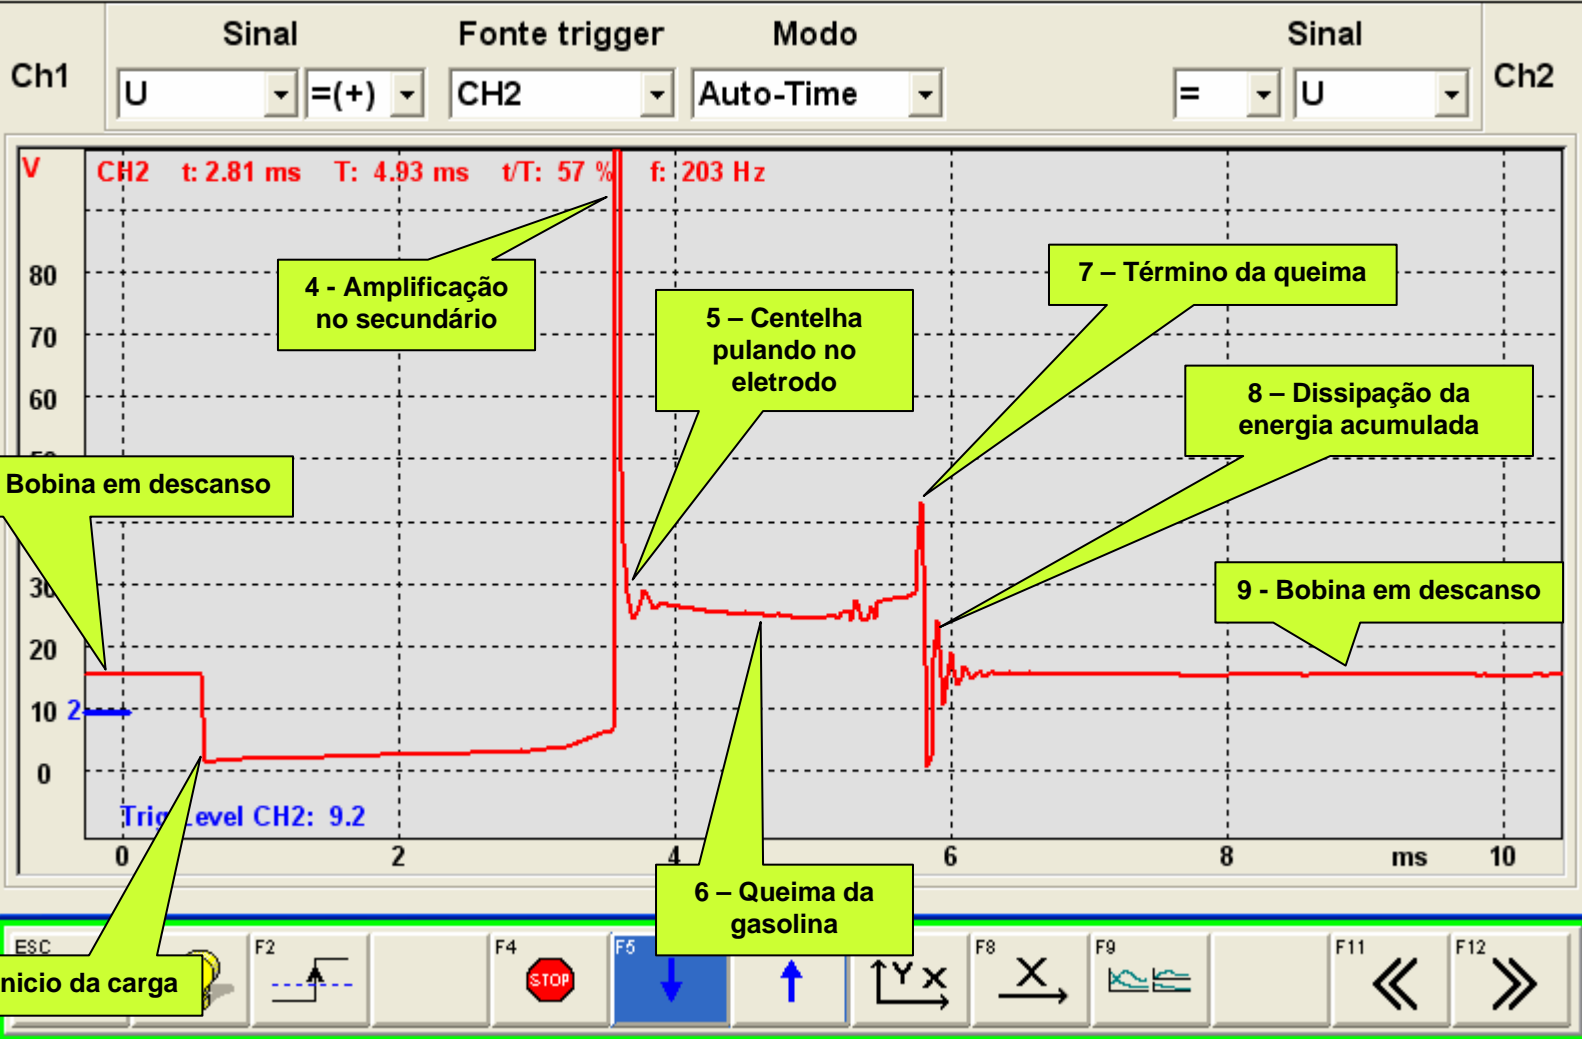 Sinal
Fonte trigger
Modo
Sinal
Ch1
U
=(+)
CH2
Auto-Time
=
U
Ch2
V
CH2 t: 2.81 ms T: 4.93 ms t/T: 57 % f: 203 Hz
80
70
60
30
20
10
0
2
4 - Amplificação
no secundário
5 – Centelha
pulando no
eletrodo
7 – Término da queima
8 – Dissipação da
energia acumulada
Bobina em descanso
9 - Bobina em descanso
Trig Level CH2: 9.2
0
2
4
6
8
ms
10
6 – Queima da
gasolina
nicio da carga
ESC
F2
F4
STOP
F5
Y X
F8
X
F9
F11
F12